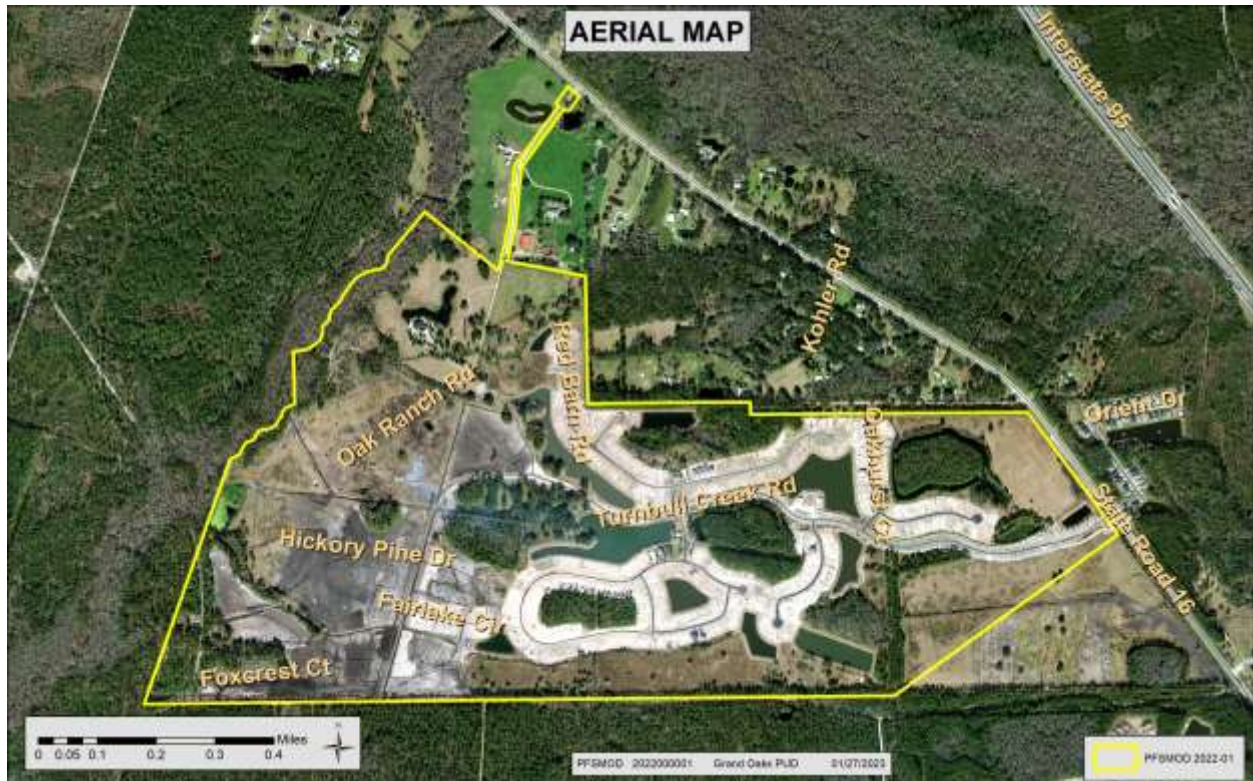 AERIAL MAP
Interstate 95
Kohler Rd
Red Barn Rd
Oak Ranch Rd
Orient Dr
Turnbull Creek Rd
State Road 16
Hickory Pine Dr
Fairlake Ct
Foxcrest Ct
Miles
0 0.05 0.1 0.2 0.3 0.4
N
PFSMOD 2022000001 Grand Oaks PUD 01/27/2023
PFSMOD 2022-01